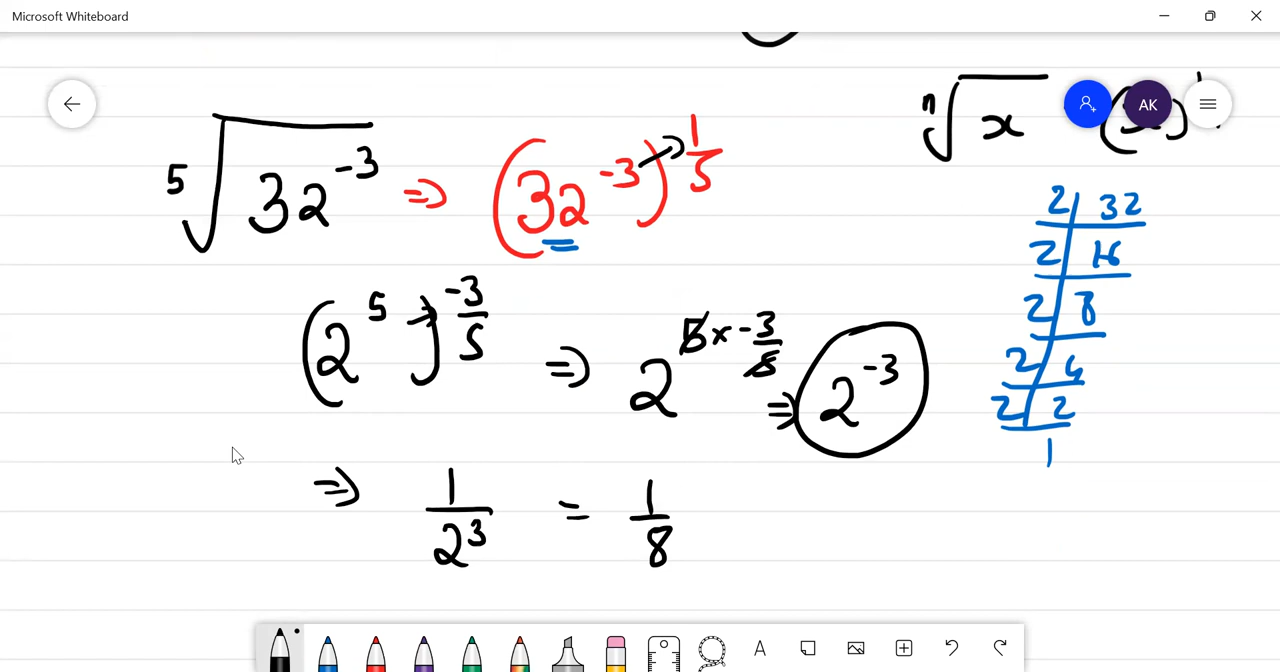 Microsoft Whiteboard
ⁿ√x
AK
⁵√32⁻³ ⇒ (32⁻³)^1/5
2 | 32
2 | 16
2 | 8
2 | 4
2 | 2
1
(2⁵)^-3/5 ⇒ 2^5×-3/5 ⇒ 2⁻³
⇒ 1/2³ = 1/8
A